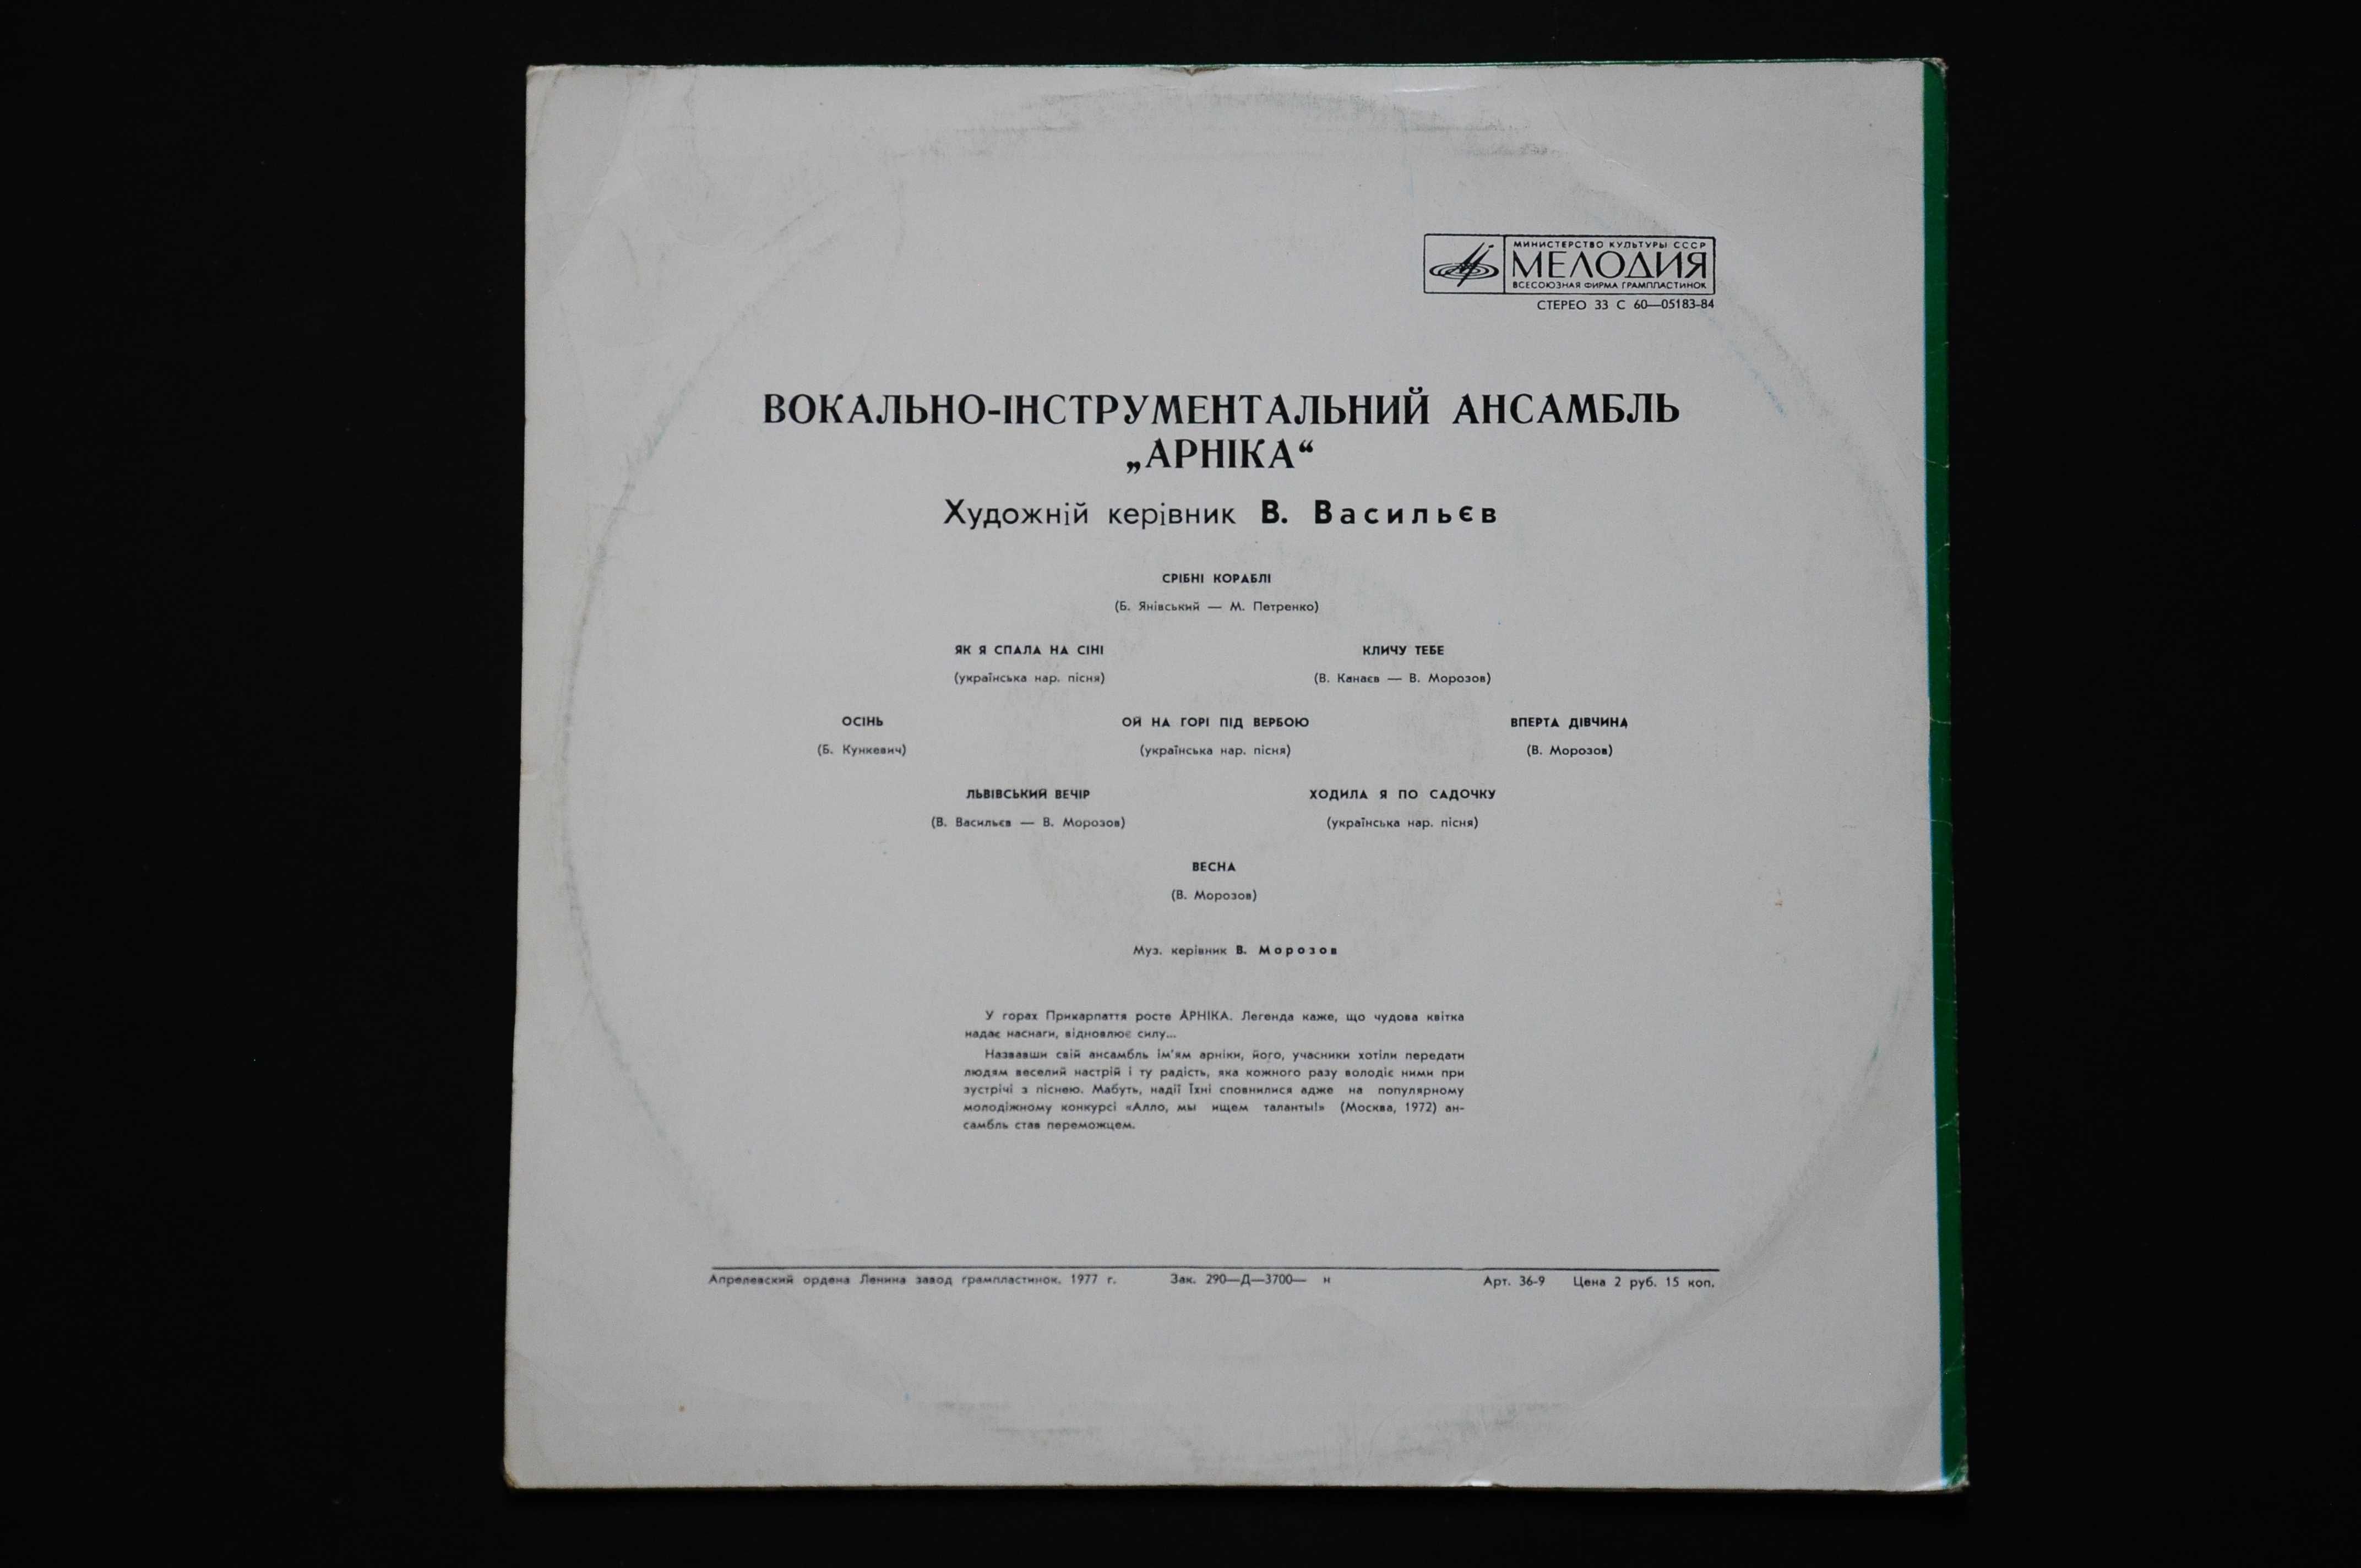 МИНИСТЕРСТВО КУЛЬТУРЫ СССР
МЕЛОДИЯ
ВСЕСОЮЗНАЯ ФИРМА ГРАМПЛАСТИНОК
СТЕРЕО 33 С 60—05183-84
ВОКАЛЬНО-ІНСТРУМЕНТАЛЬНИЙ АНСАМБЛЬ
„АРНІКА“
Художній керівник В. Васильєв
СРІБНІ КОРАБЛІ
(Б. Янівський — М. Петренко)
ЯК Я СПАЛА НА СІНІ КЛИЧУ ТЕБЕ
(українська нар. пісня) (В. Канаєв — В. Морозов)
ОСІНЬ ОЙ НА ГОРІ ПІД ВЕРБОЮ ВПЕРТА ДІВЧИНА
(Б. Кункевич) (українська нар. пісня) (В. Морозов)
ЛЬВІВСЬКИЙ ВЕЧІР ХОДИЛА Я ПО САДОЧКУ
(В. Васильєв — В. Морозов) (українська нар. пісня)
ВЕСНА
(В. Морозов)
Муз. керівник В. Морозов
У горах Прикарпаття росте АРНІКА. Легенда каже, що чудова квітка
надає наснаги, відновлює силу...
Назвавши свій ансамбль ім’ям арніки, його, учасники хотіли передати
людям веселий настрій і ту радість, яка кожного разу володіє ними при
зустрічі з піснею. Мабуть, надії їхні сповнилися адже на популярному
молодіжному конкурсі «Алло, мы ищем таланты!» (Москва, 1972) ан-
самбль став переможцем.
Апрелевский ордена Ленина завод грампластинок. 1977 г. Зак. 290—Д—3700— н Арт. 36-9 Цена 2 руб. 15 коп.